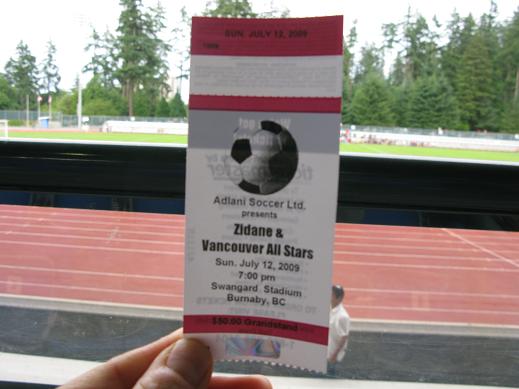 SUN. JULY 12, 2009
Adlani Soccer Ltd.
presents
Zidane &
Vancouver All Stars
Sun. July 12, 2009
7:00 pm
Swangard Stadium
Burnaby, BC
$50.00 Grandstand